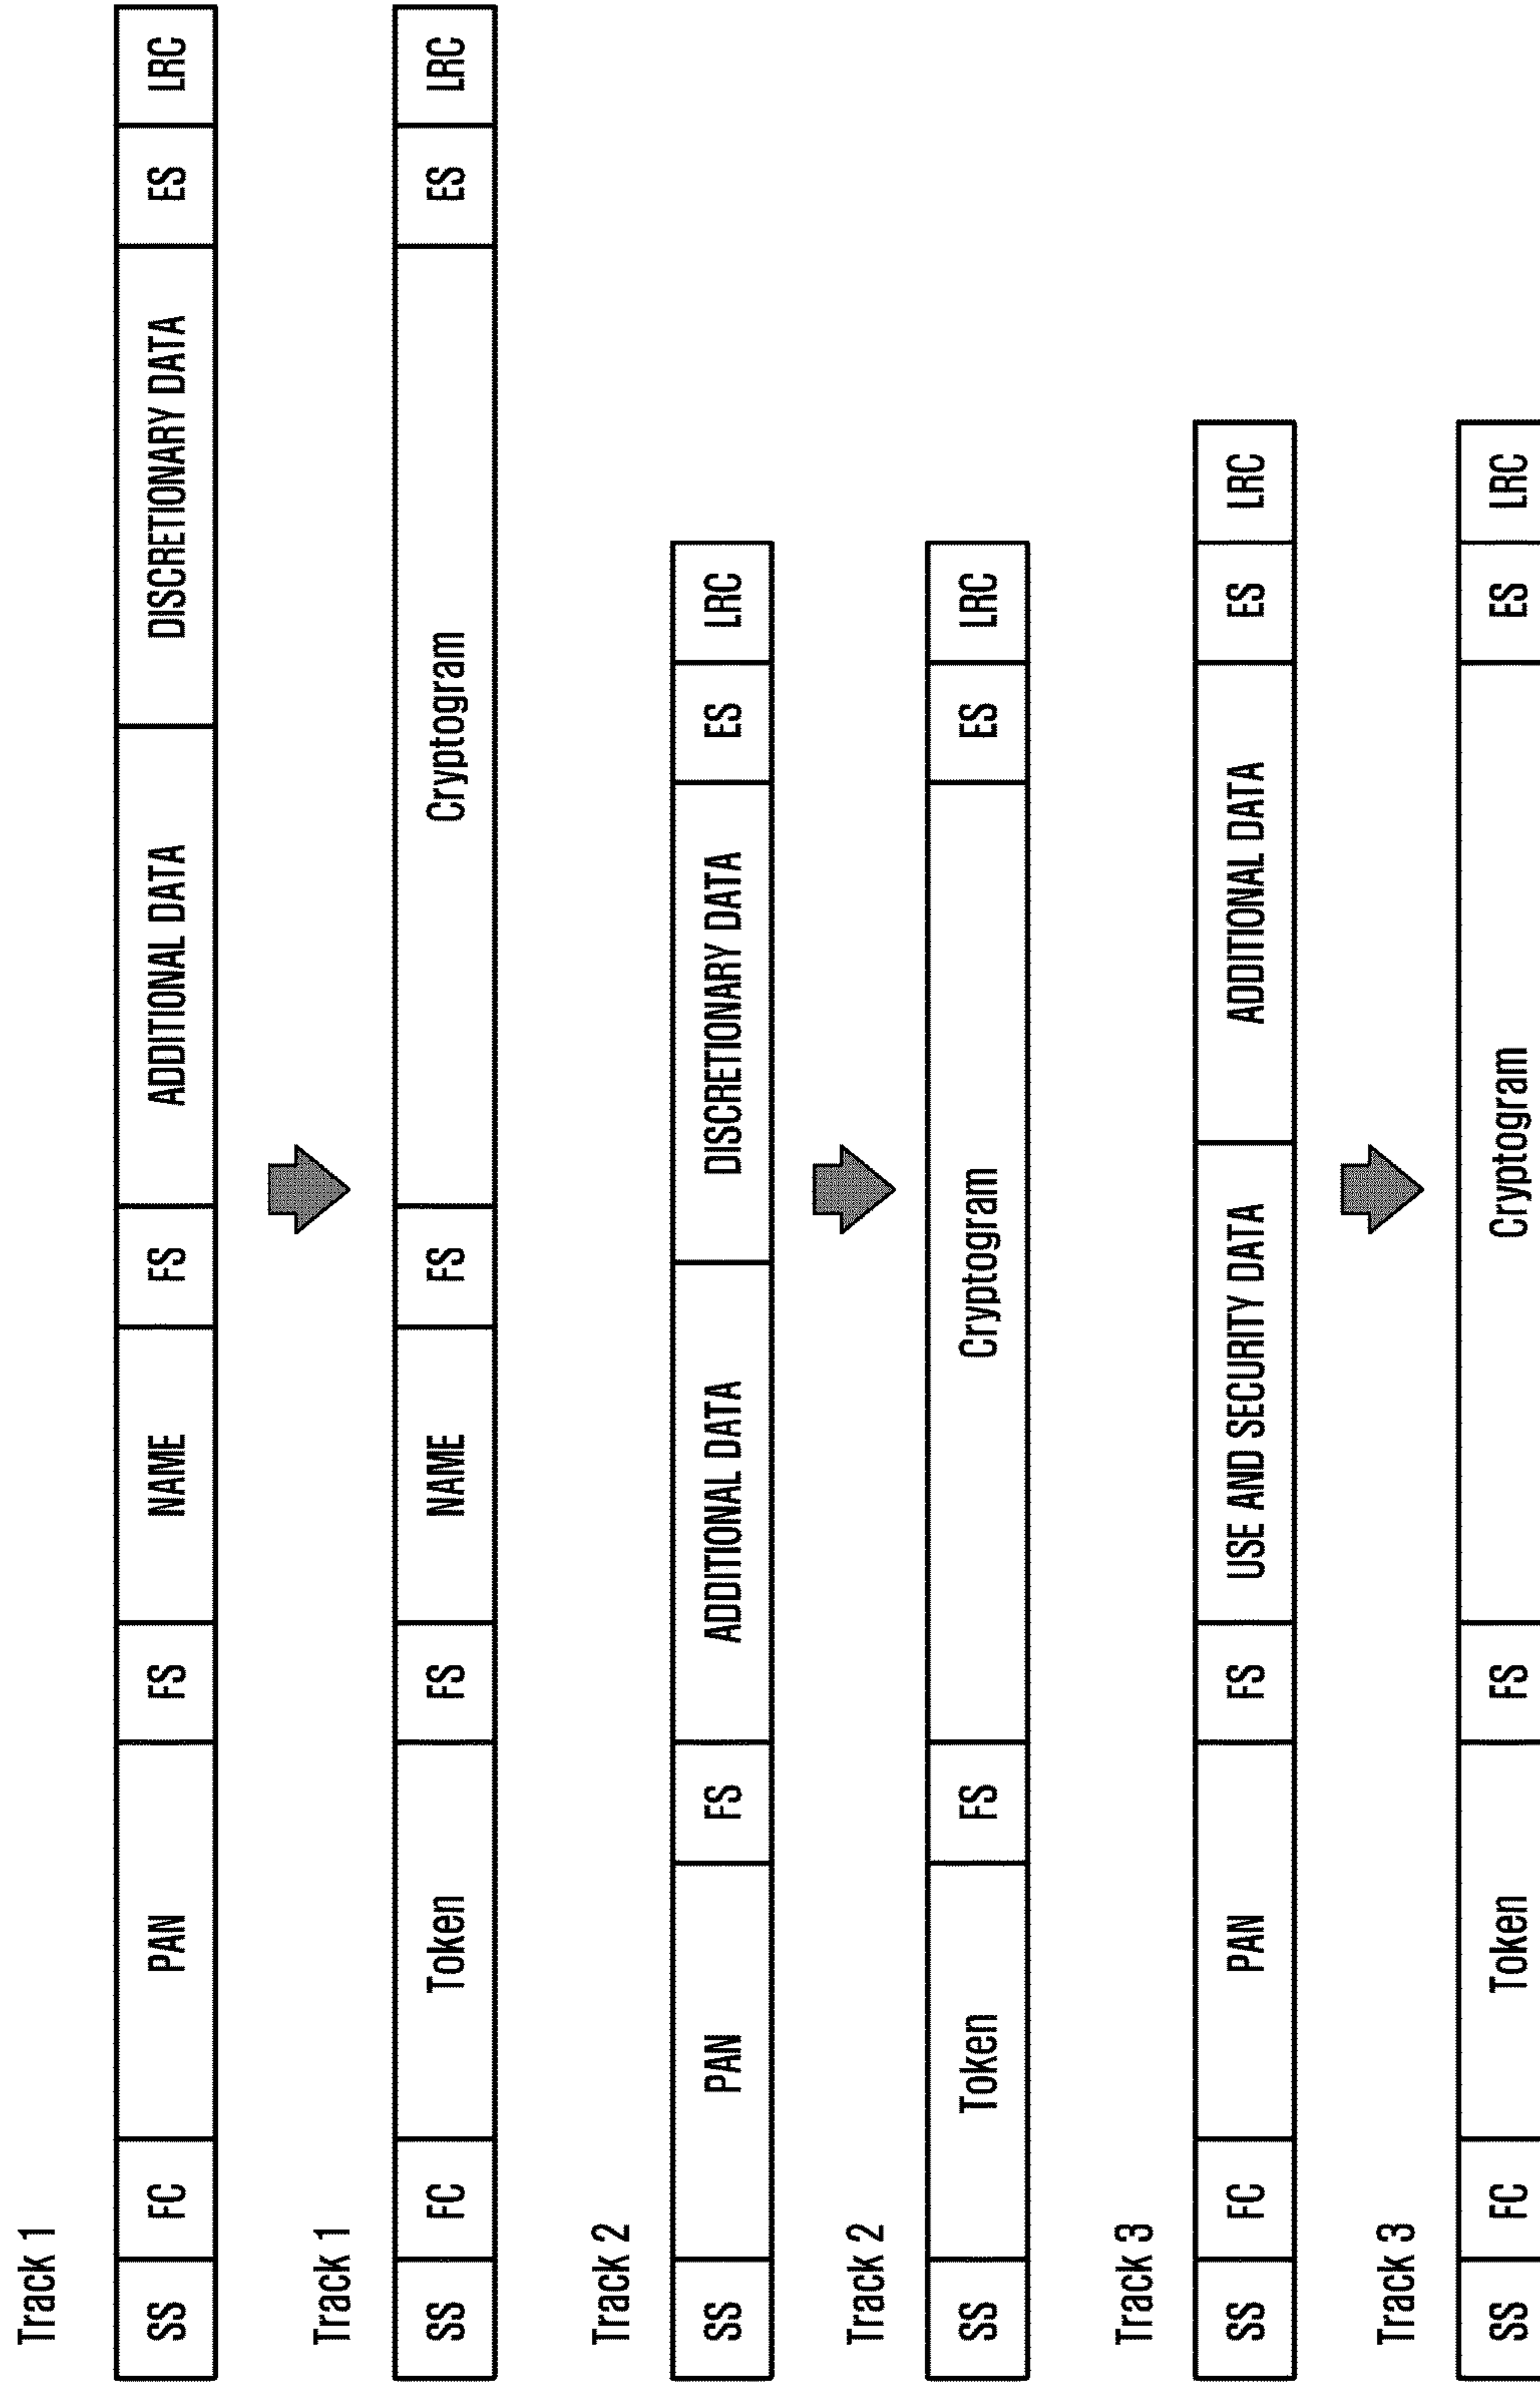 Track 1
SS FC PAN FS NAME FS ADDITIONAL DATA DISCRETIONARY DATA ES LRC
Track 1
SS FC Token FS NAME FS Cryptogram ES LRC
Track 2
SS PAN FS ADDITIONAL DATA DISCRETIONARY DATA ES LRC
Track 2
SS Token FS Cryptogram ES LRC
Track 3
SS FC PAN FS USE AND SECURITY DATA ADDITIONAL DATA ES LRC
Track 3
SS FC Token FS Cryptogram ES LRC